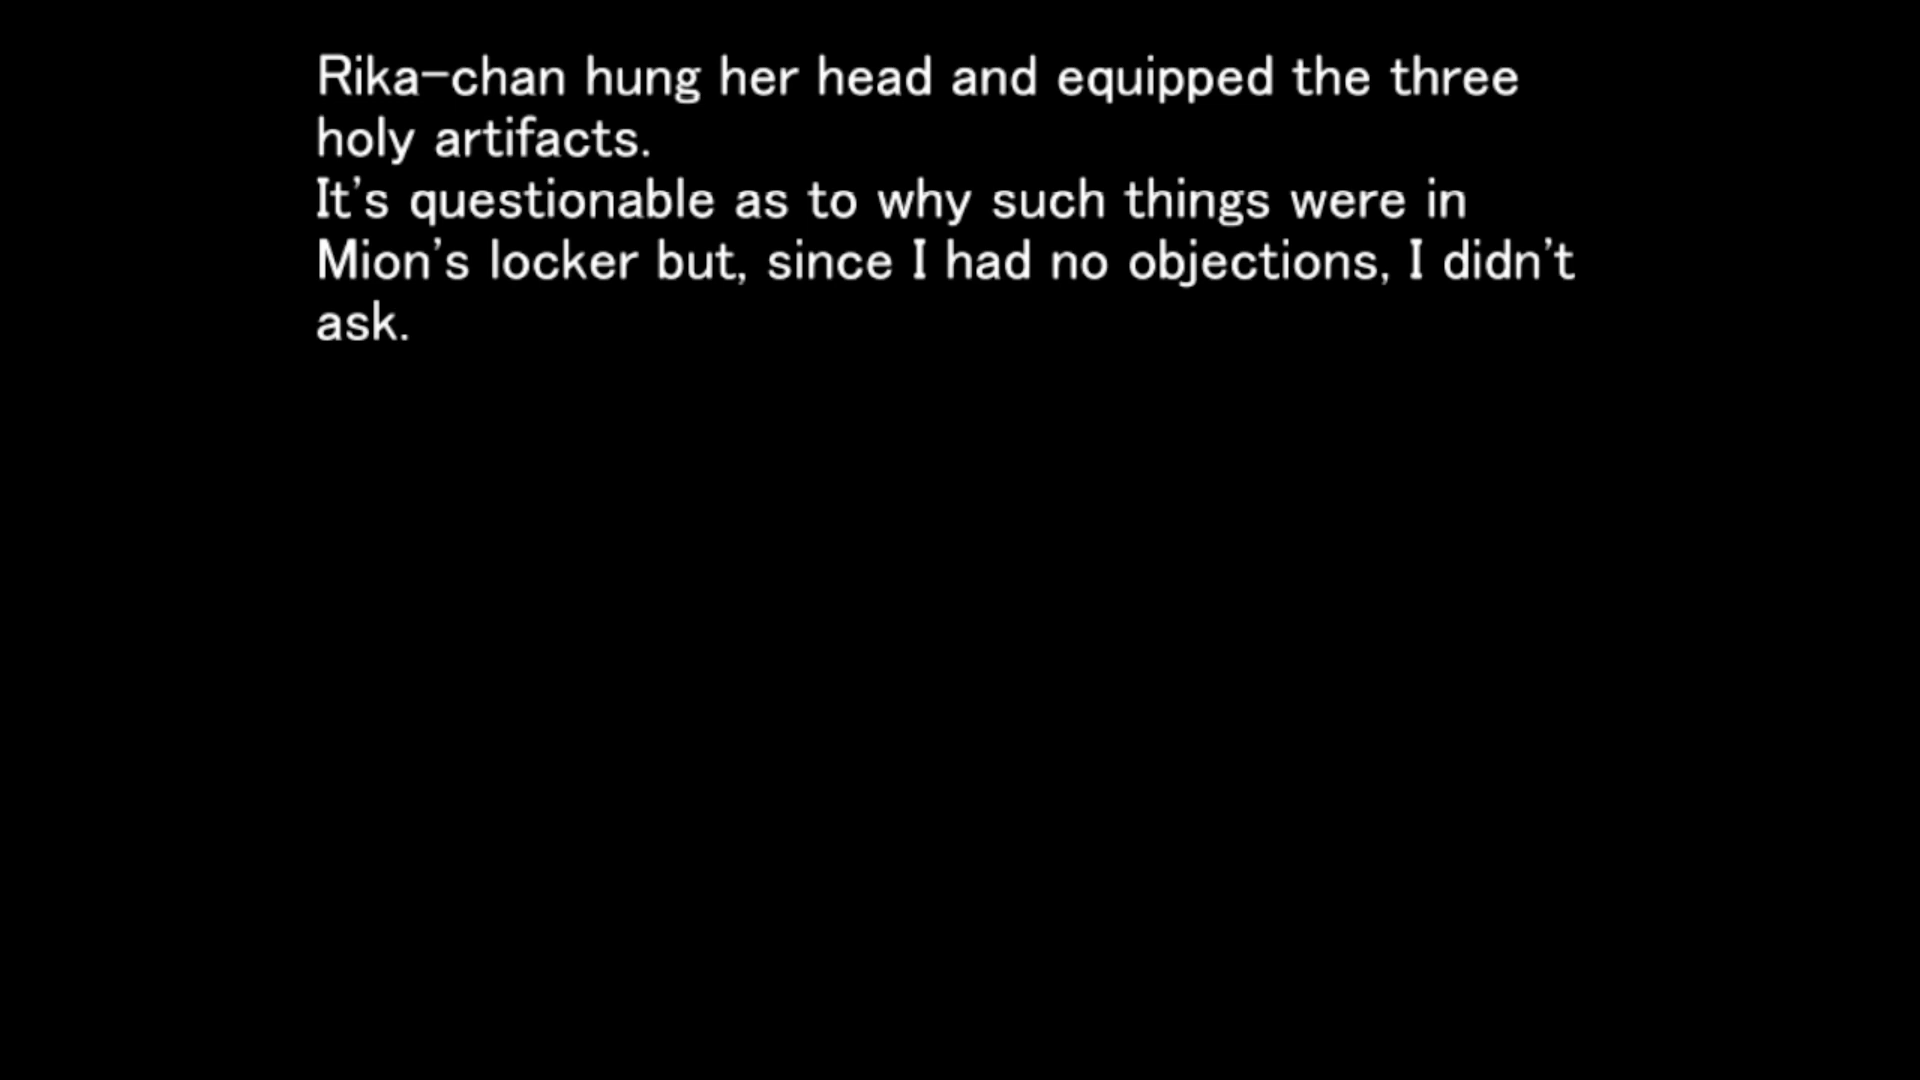 Rika-chan hung her head and equipped the three
holy artifacts.
It's questionable as to why such things were in
Mion's locker but, since I had no objections, I didn't
ask.